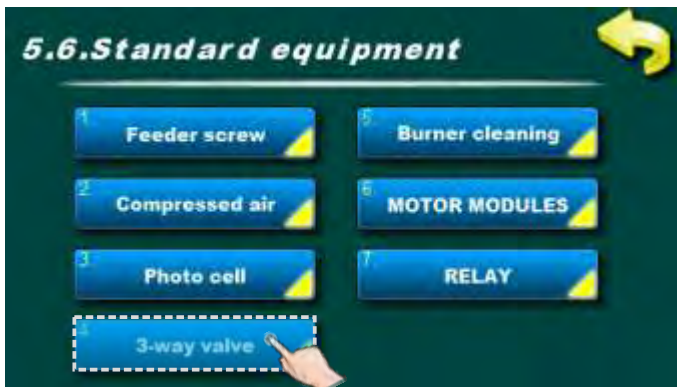 5.6.Standard equipment
1
Feeder screw
2
Compressed air
3
Photo cell
4
3-way valve
5
Burner cleaning
6
MOTOR MODULES
7
RELAY